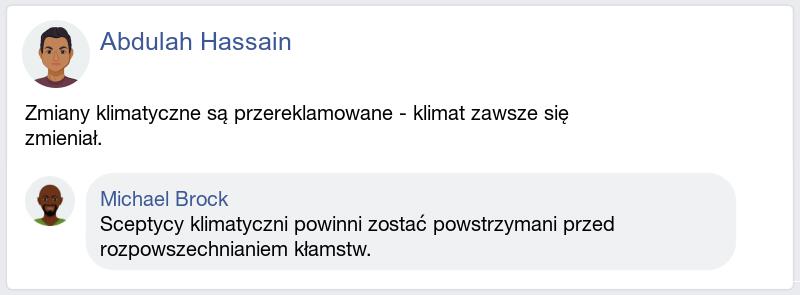 Abdulah Hassain
Zmiany klimatyczne są przereklamowane - klimat zawsze się
zmieniał.
Michael Brock
Sceptycy klimatyczni powinni zostać powstrzymani przed
rozpowszechnianiem kłamstw.